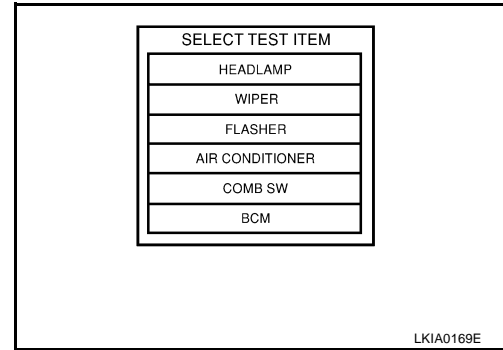 SELECT TEST ITEM
HEADLAMP
WIPER
FLASHER
AIR CONDITIONER
COMB SW
BCM
LKIA0169E